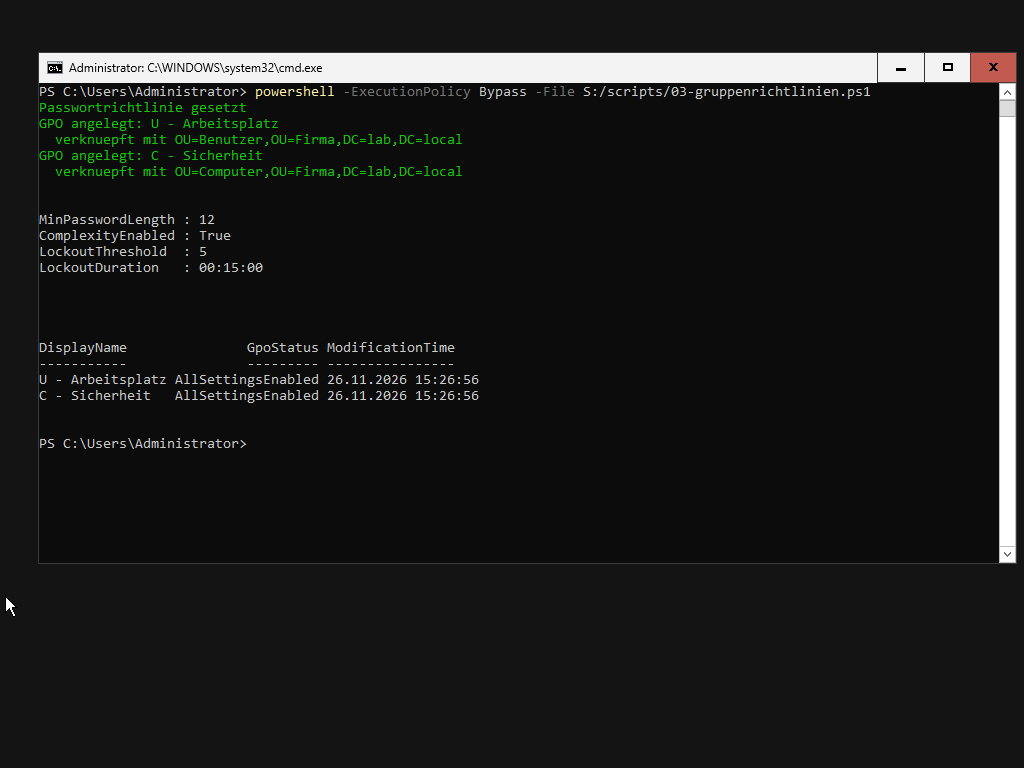 Administrator: C:\WINDOWS\system32\cmd.exe
PS C:\Users\Administrator> powershell -ExecutionPolicy Bypass -File S:/scripts/03-gruppenrichtlinien.ps1
Passwortrichtlinie gesetzt
GPO angelegt: U - Arbeitsplatz
  verknuepft mit OU=Benutzer,OU=Firma,DC=lab,DC=local
GPO angelegt: C - Sicherheit
  verknuepft mit OU=Computer,OU=Firma,DC=lab,DC=local
MinPasswordLength : 12
ComplexityEnabled : True
LockoutThreshold  : 5
LockoutDuration   : 00:15:00
DisplayName               GpoStatus ModificationTime
-----------               --------- ----------------
U - Arbeitsplatz AllSettingsEnabled 26.11.2026 15:26:56
C - Sicherheit   AllSettingsEnabled 26.11.2026 15:26:56
PS C:\Users\Administrator>